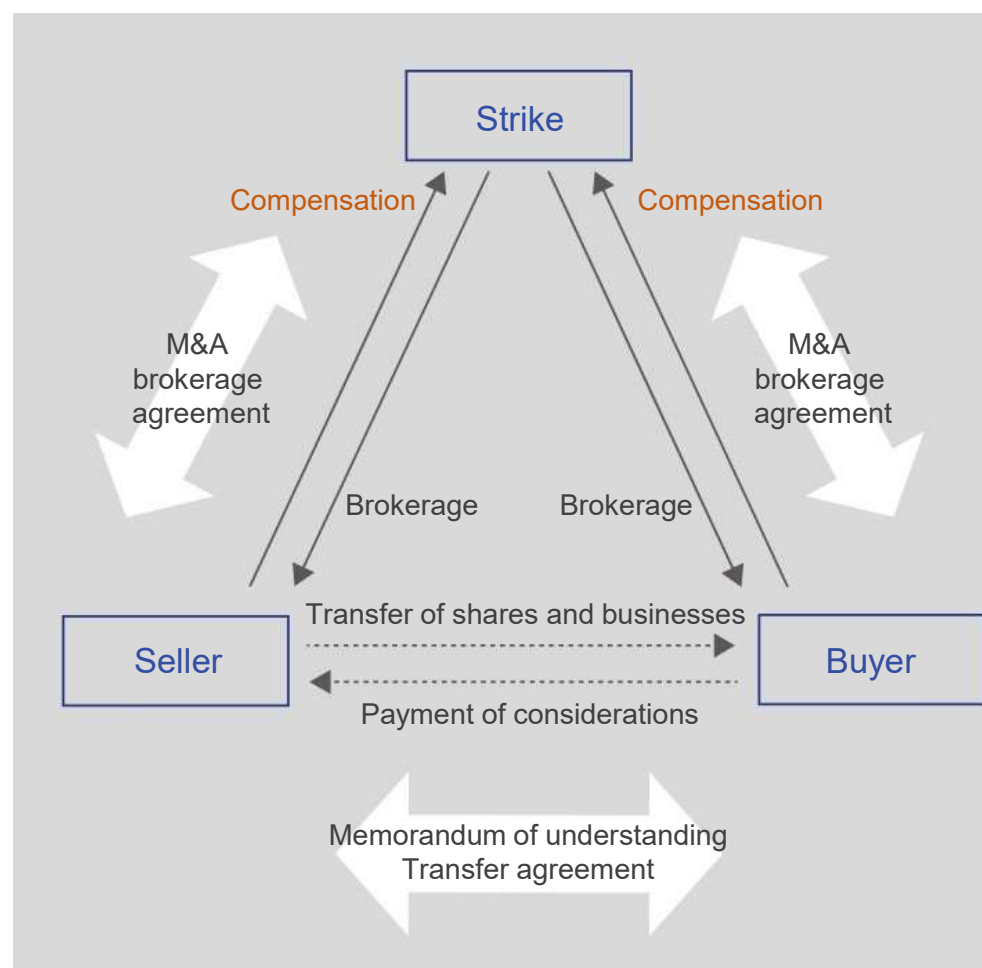 Strike
Compensation
Compensation
M&A
brokerage
agreement
M&A
brokerage
agreement
Brokerage
Brokerage
Transfer of shares and businesses
Seller
Buyer
Payment of considerations
Memorandum of understanding
Transfer agreement